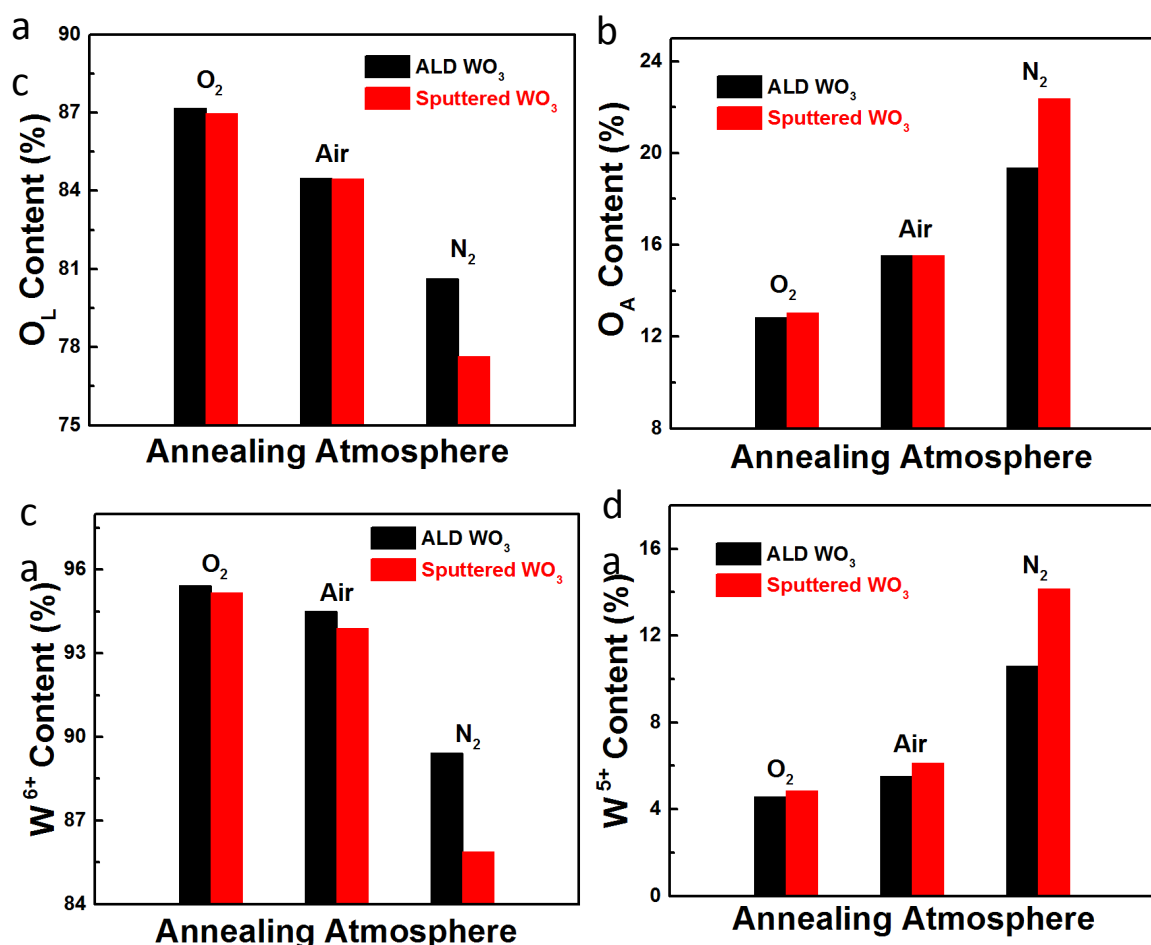 a
c
90
87
84
81
78
75
O_L Content (%)
ALD WO₃
Sputtered WO₃
O₂
Air
N₂
Annealing Atmosphere
b
24
20
16
12
8
O_A Content (%)
ALD WO₃
Sputtered WO₃
O₂
Air
N₂
Annealing Atmosphere
c
a
96
93
90
87
84
W⁶⁺ Content (%)
ALD WO₃
Sputtered WO₃
O₂
Air
N₂
Annealing Atmosphere
d
a
16
12
8
4
0
W⁵⁺ Content (%)
ALD WO₃
Sputtered WO₃
O₂
Air
N₂
Annealing Atmosphere